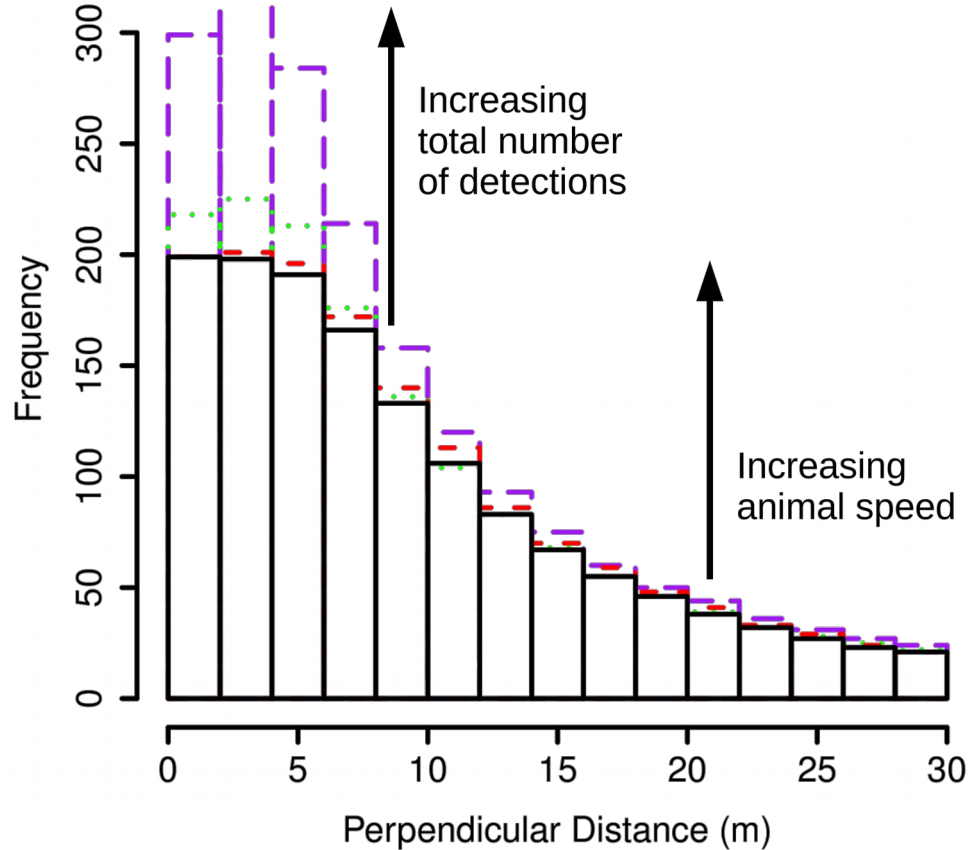 300
250
200
150
100
50
0
Frequency
Increasing
total number
of detections
Increasing
animal speed
0 5 10 15 20 25 30
Perpendicular Distance (m)